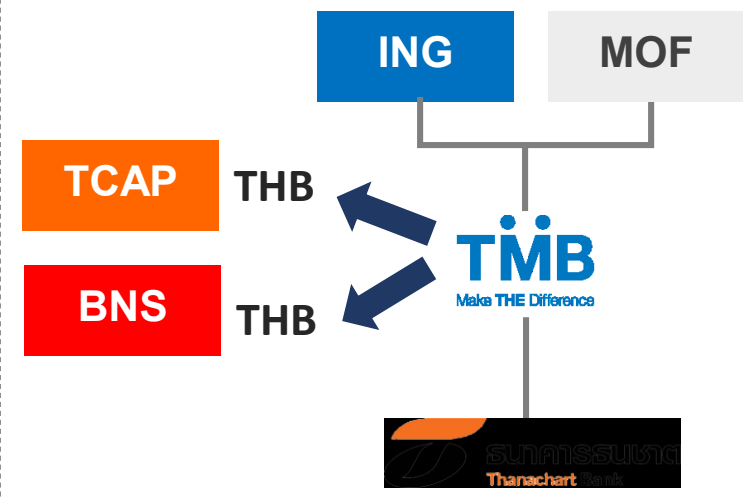 ING
MOF
TCAP
THB
TMB
Make THE Difference
BNS
THB
ธนาคารธนชาต
Thanachart Bank